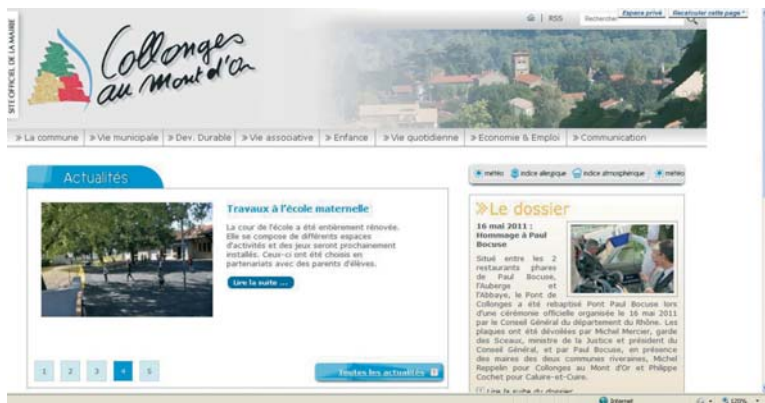 SITE OFFICIEL DE LA MAIRIE
Collonges
au Mont d'Or
RSS
Rechercher
Espace privé
Recalculer cette page *
» La commune
» Vie municipale
» Dev. Durable
» Vie associative
» Enfance
» Vie quotidienne
» Economie & Emploi
» Communication
Actualités
Travaux à l'école maternelle
La cour de l'école a été entièrement rénovée.
Elle se compose de différents espaces
d'activités et des jeux seront prochainement
installés. Ceux-ci ont été choisis en
partenariats avec des parents d'élèves.
Lire la suite ...
1 2 3 4 5
Toutes les actualités
météo
indice allergique
indice atmosphérique
météo
»Le dossier
16 mai 2011 :
Hommage à Paul
Bocuse
Situé entre les 2
restaurants phares
de Paul Bocuse,
l'Auberge et
l'Abbaye, le Pont de
Collonges a été rebaptisé Pont Paul Bocuse lors
d'une cérémonie officielle organisée le 16 mai 2011
par le Conseil Général du département du Rhône. Les
plaques ont été dévoilées par Michel Mercier, garde
des Sceaux, ministre de la Justice et président du
Conseil Général, et par Paul Bocuse, en présence
des maires des deux communes riveraines, Michel
Reppelin pour Collonges au Mont d'Or et Philippe
Cochet pour Caluire-et-Cuire.
Lire la suite du dossier
Internet
120%